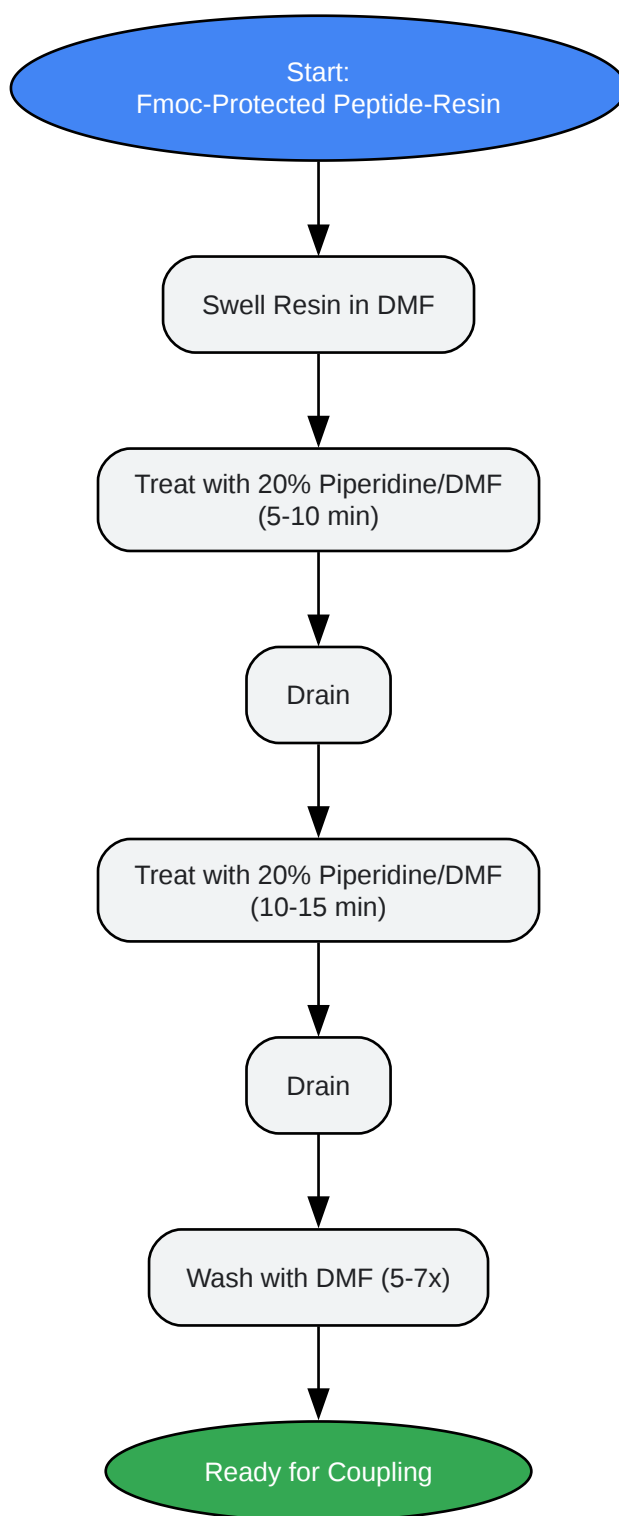 Start:
Fmoc-Protected Peptide-Resin
Swell Resin in DMF
Treat with 20% Piperidine/DMF
(5-10 min)
Drain
Treat with 20% Piperidine/DMF
(10-15 min)
Drain
Wash with DMF (5-7x)
Ready for Coupling